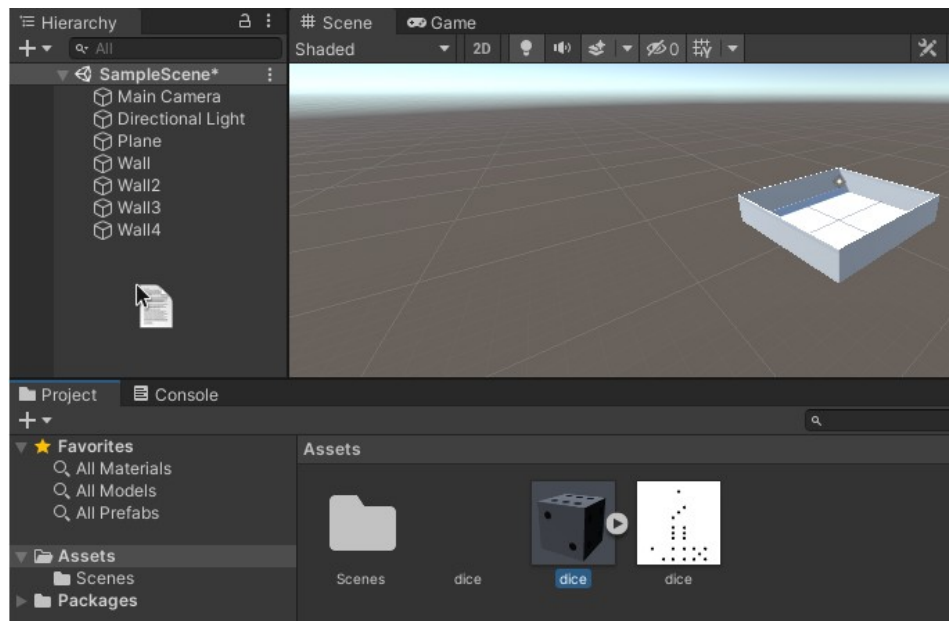 Hierarchy
All
SampleScene*
Main Camera
Directional Light
Plane
Wall
Wall2
Wall3
Wall4
# Scene
Game
Shaded
2D
0
Project
Console
Favorites
All Materials
All Models
All Prefabs
Assets
Scenes
Packages
Assets
Scenes
dice
dice
dice